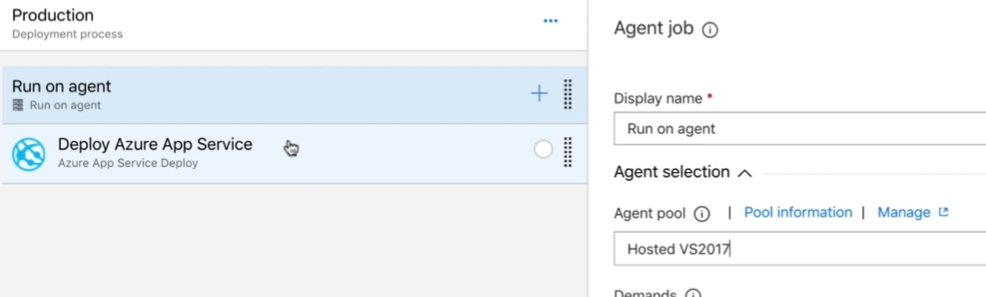 Production
Deployment process
Run on agent
Run on agent
Deploy Azure App Service
Azure App Service Deploy
Agent job
Display name *
Run on agent
Agent selection
Agent pool | Pool information | Manage
Hosted VS2017
Demands